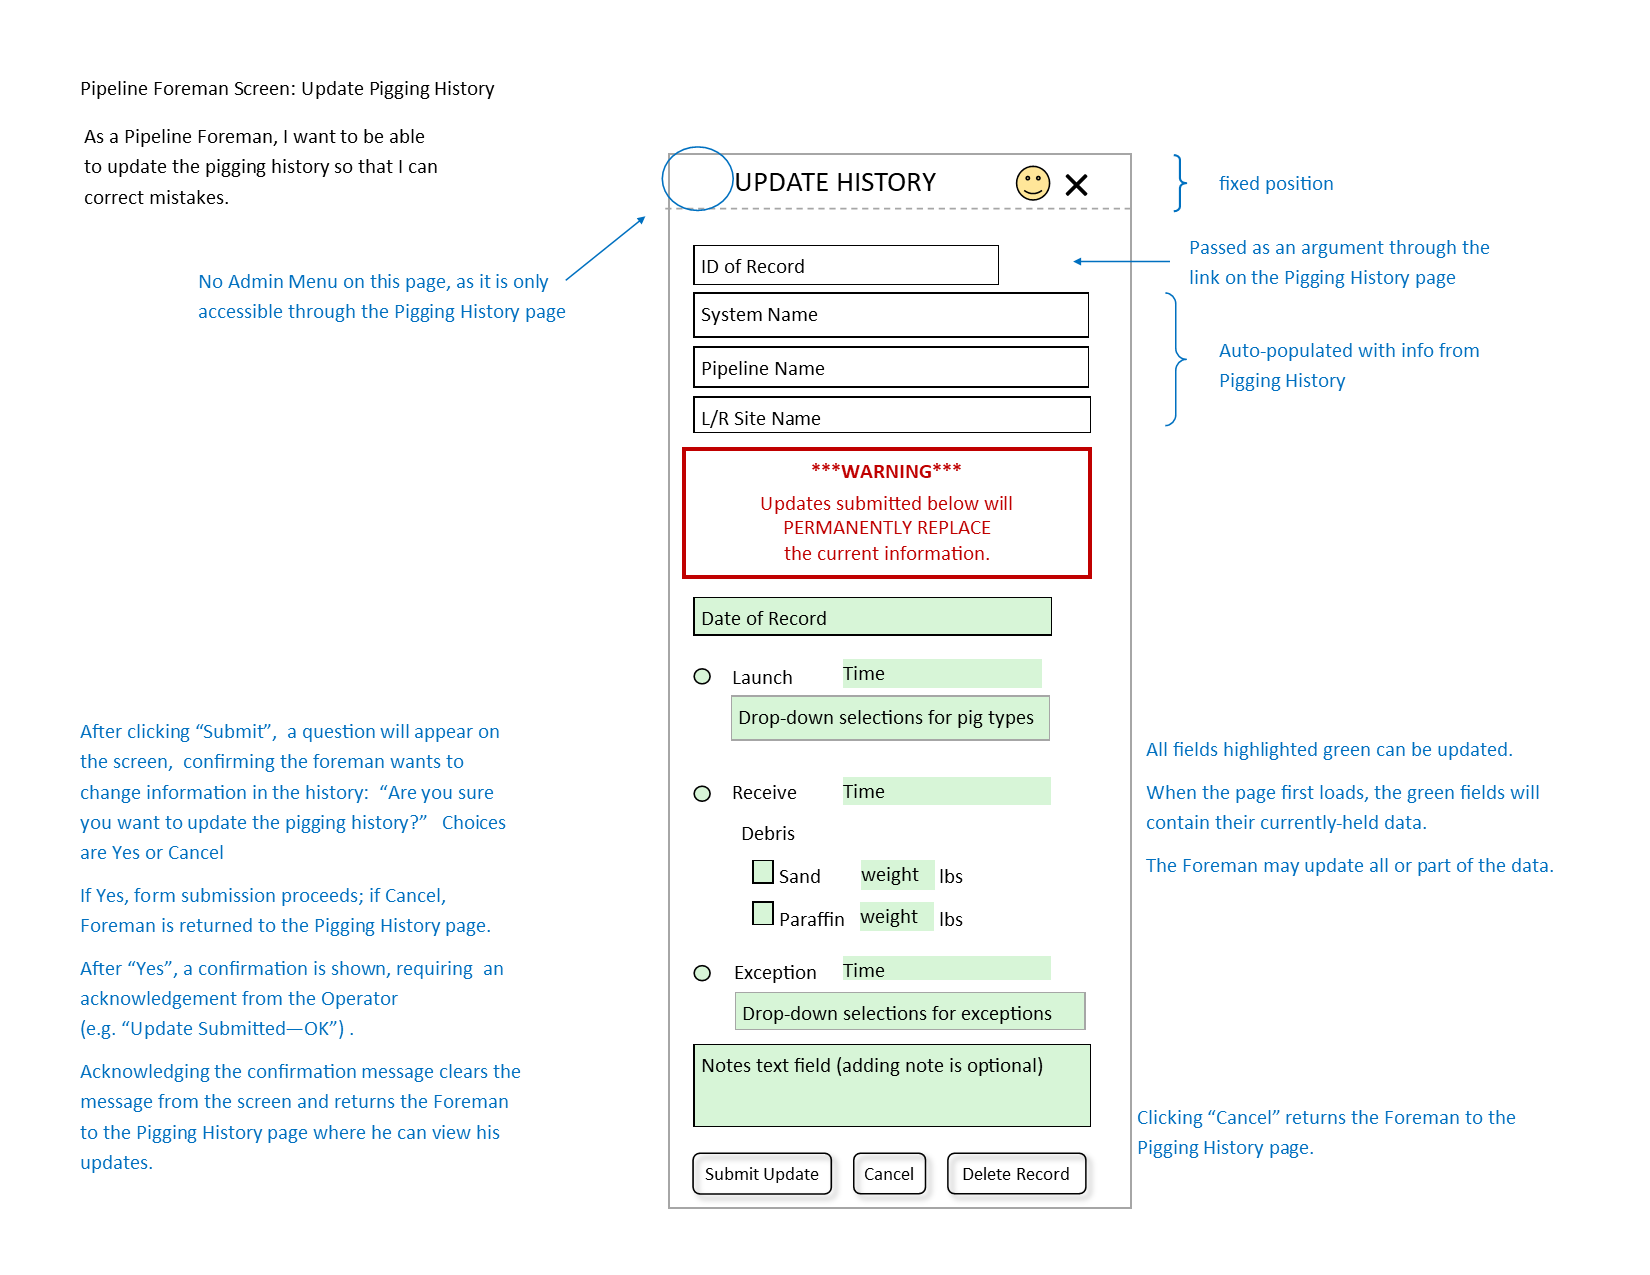 Pipeline Foreman Screen: Update Pigging History
As a Pipeline Foreman, I want to be able
to update the pigging history so that I can
correct mistakes.
No Admin Menu on this page, as it is only
accessible through the Pigging History page
UPDATE HISTORY
fixed position
ID of Record
Passed as an argument through the
link on the Pigging History page
System Name
Pipeline Name
L/R Site Name
Auto-populated with info from
Pigging History
***WARNING***
Updates submitted below will
PERMANENTLY REPLACE
the current information.
Date of Record
Launch Time
Drop-down selections for pig types
Receive Time
Debris
Sand weight lbs
Paraffin weight lbs
Exception Time
Drop-down selections for exceptions
Notes text field (adding note is optional)
Submit Update Cancel Delete Record
After clicking “Submit”,  a question will appear on
the screen,  confirming the foreman wants to
change information in the history:  “Are you sure
you want to update the pigging history?”   Choices
are Yes or Cancel
If Yes, form submission proceeds; if Cancel,
Foreman is returned to the Pigging History page.
After “Yes”, a confirmation is shown, requiring  an
acknowledgement from the Operator
(e.g. “Update Submitted—OK”) .
Acknowledging the confirmation message clears the
message from the screen and returns the Foreman
to the Pigging History page where he can view his
updates.
All fields highlighted green can be updated.
When the page first loads, the green fields will
contain their currently-held data.
The Foreman may update all or part of the data.
Clicking “Cancel” returns the Foreman to the
Pigging History page.